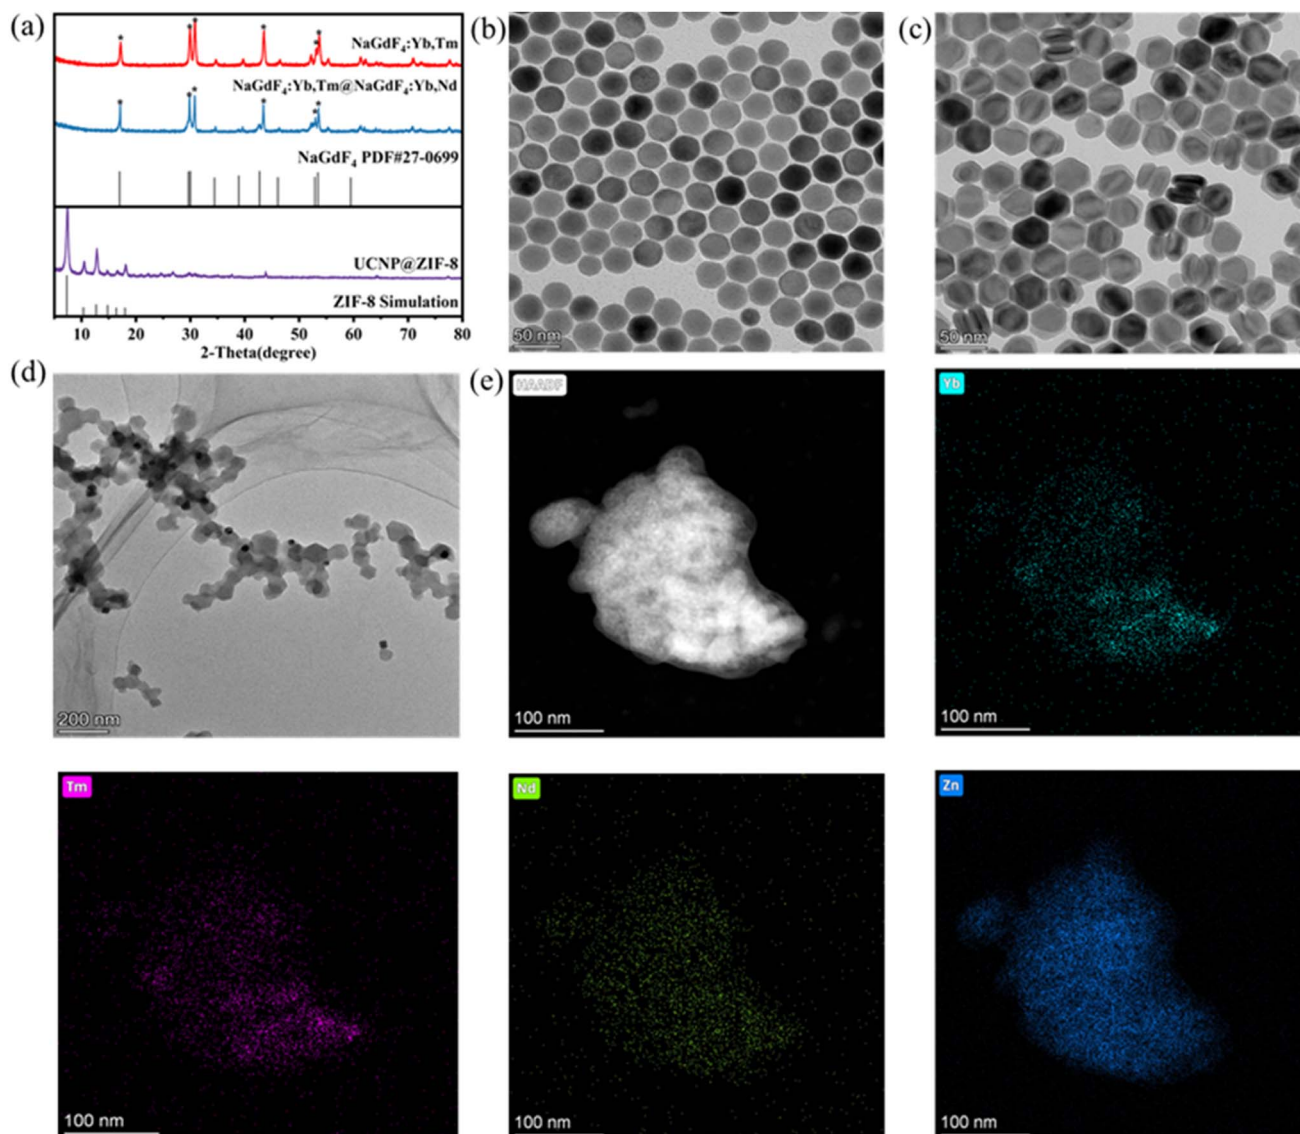 (a)
NaGdF₄:Yb,Tm
NaGdF₄:Yb,Tm@NaGdF₄:Yb,Nd
NaGdF₄ PDF#27-0699
UCNP@ZIF-8
ZIF-8 Simulation
10 20 30 40 50 60 70 80
2-Theta(degree)
(b)
50 nm
(c)
50 nm
(d)
200 nm
(e)
HAADF
100 nm
Yb
100 nm
Tm
100 nm
Nd
100 nm
Zn
100 nm